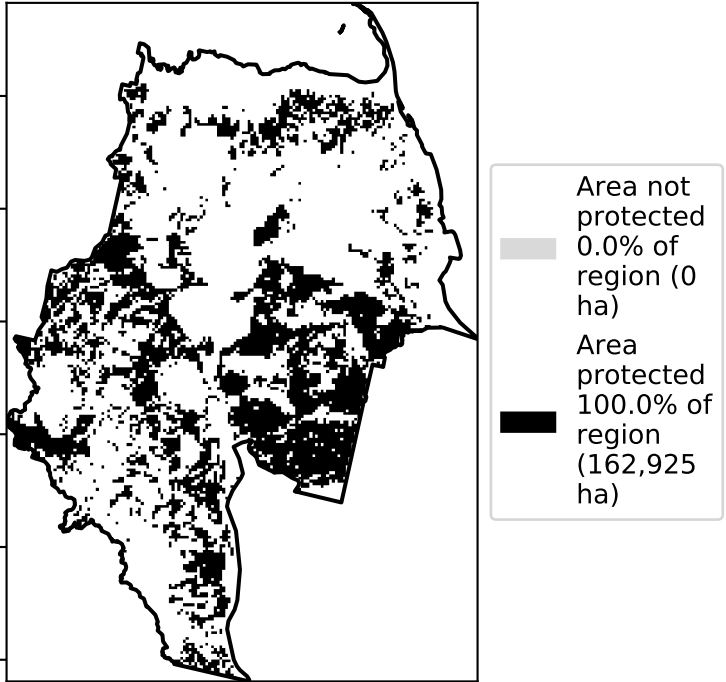 Area not
protected
0.0% of
region (0
ha)
Area
protected
100.0% of
region
(162,925
ha)